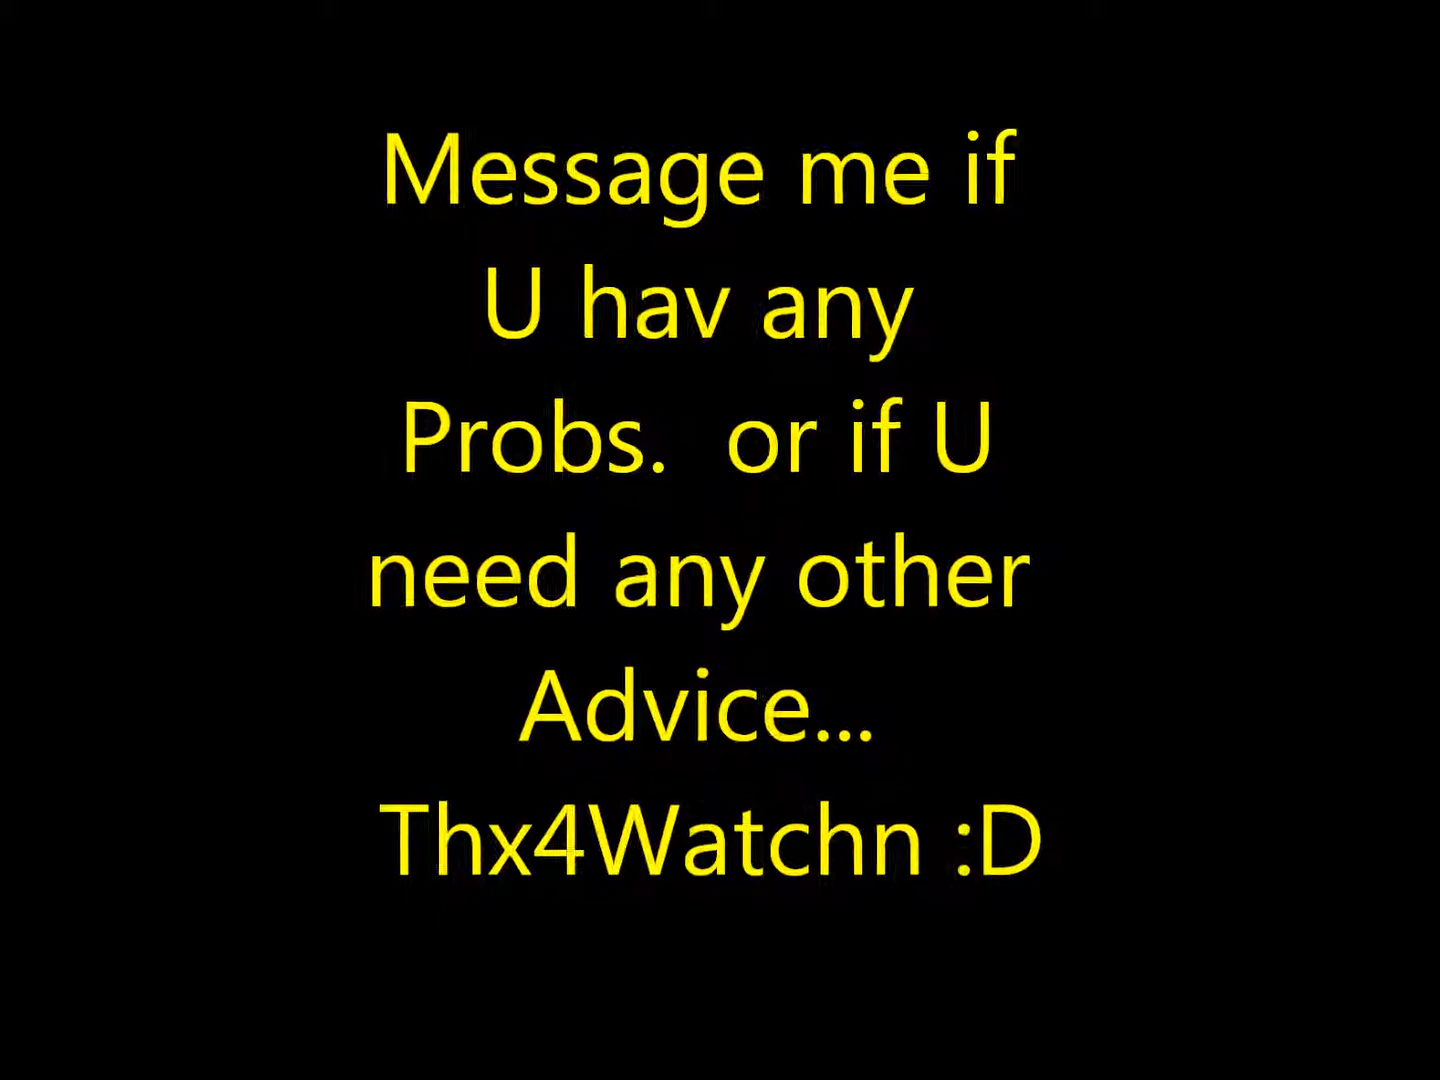 Message me if
U hav any
Probs.  or if U
need any other
Advice...
Thx4Watchn :D